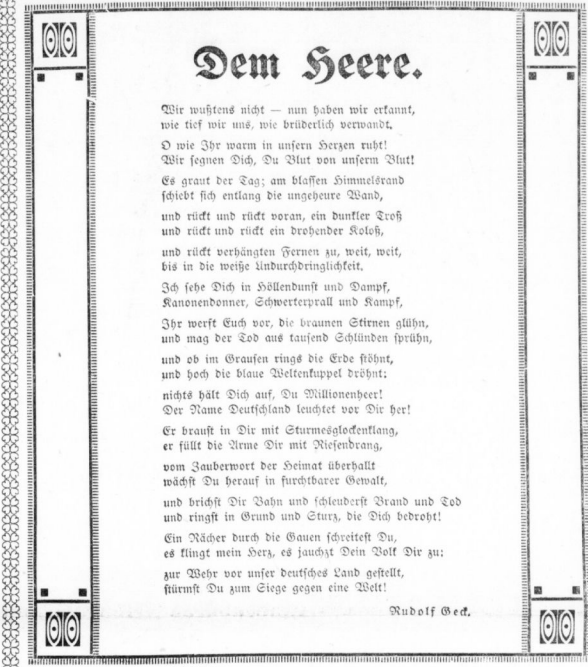 Dem Heere.
Wir wußtens nicht — nun haben wir erkannt,
wie tief wir uns, wie brüderlich verwandt.
O wie Ihr warm in unsern Herzen ruht!
Wir segnen Dich, Du Blut von unserm Blut!
Es graut der Tag; am blassen Himmelsrand
schiebt sich entlang die ungeheure Wand,
und rückt und rückt voran, ein dunkler Troß
und rückt und rückt ein drohender Koloß,
und rückt verhängten Fernen zu, weit, weit,
bis in die weiße Undurchdringlichkeit.
Ich sehe Dich in Höllendunst und Dampf,
Kanonendonner, Schwerterprall und Kampf,
Ihr werft Euch vor, die braunen Stirnen glühn,
und mag der Tod aus tausend Schlünden sprühn,
und ob im Grausen rings die Erde stöhnt,
und hoch die blaue Weltenkuppel dröhnt:
nichts hält Dich auf, Du Millionenheer!
Der Name Deutschland leuchtet vor Dir her!
Er braust in Dir mit Sturmesglockenklang,
er füllt die Arme Dir mit Riesendrang,
vom Zauberwort der Heimat überhallt
wächst Du herauf in furchtbarer Gewalt,
und brichst Dir Bahn und schleuderst Brand und Tod
und ringst in Grund und Sturz, die Dich bedroht!
Ein Rächer durch die Gauen schreitest Du,
es klingt mein Herz, es jauchzt Dein Volk Dir zu:
zur Wehr vor unser deutsches Land gestellt,
stürmst Du zum Siege gegen eine Welt!
Rudolf Geck.